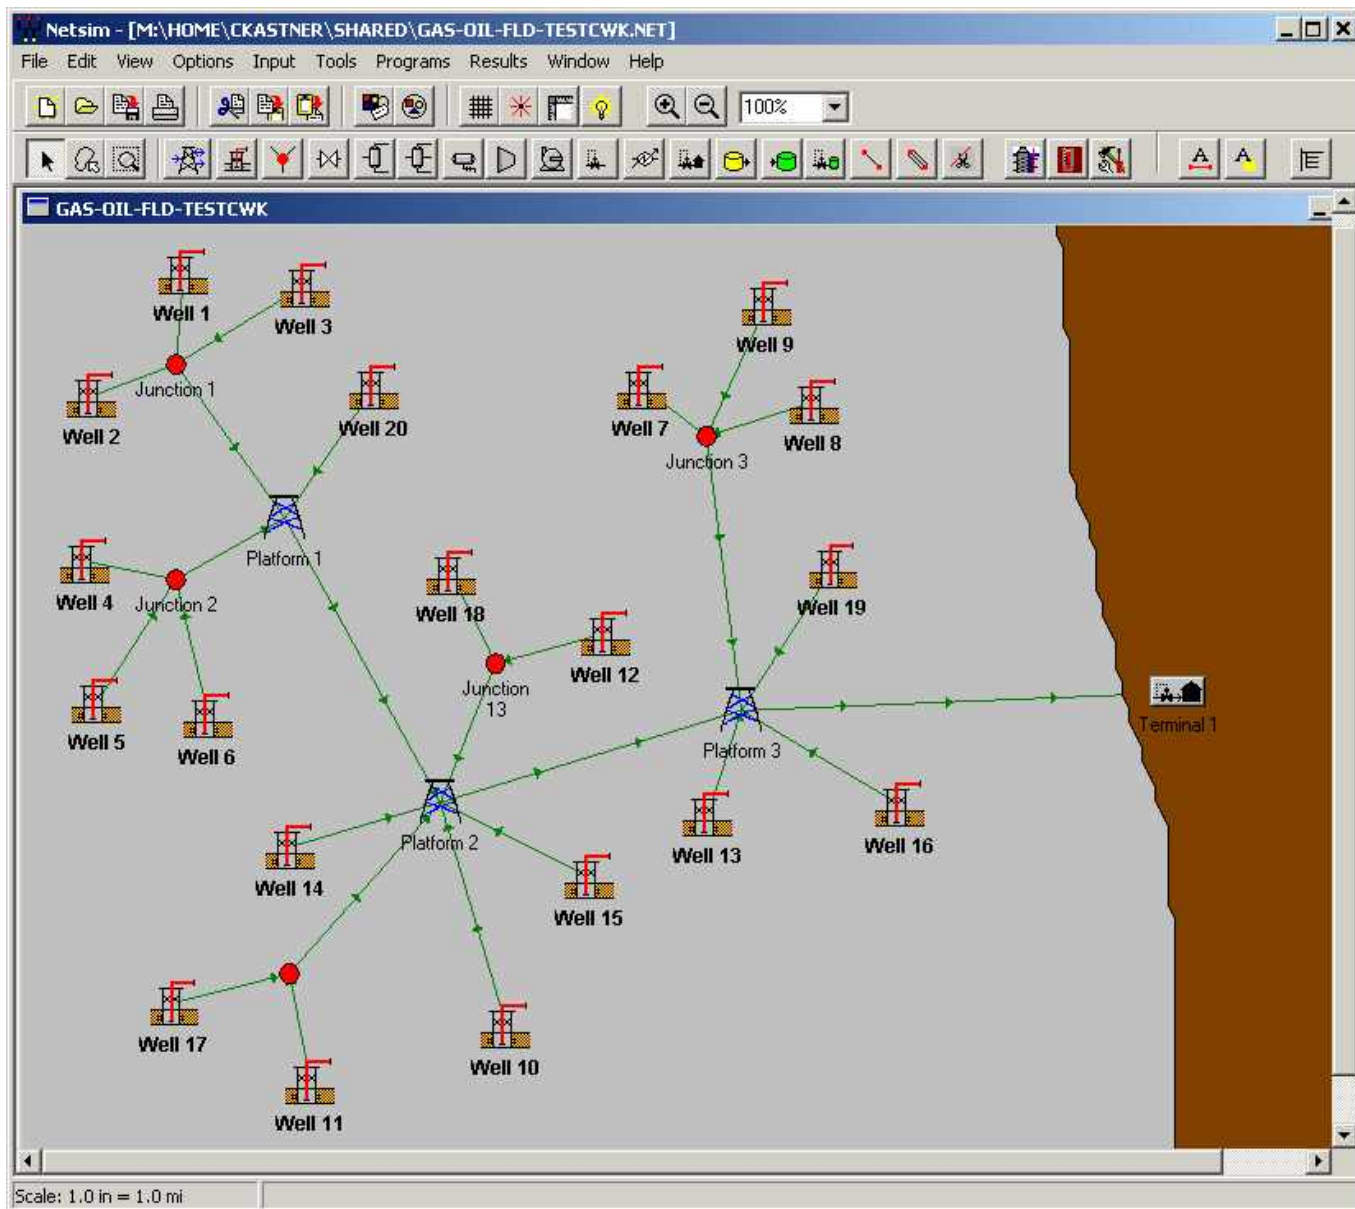 Netsim - [M:\HOME\CKASTNER\SHARED\GAS-OIL-FLD-TESTCWK.NET]
File Edit View Options Input Tools Programs Results Window Help
100%
A A
GAS-OIL-FLD-TESTCWK
Well 1
Well 3
Well 9
Junction 1
Well 2
Well 20
Well 7
Well 8
Junction 3
Platform 1
Well 4
Junction 2
Well 18
Well 19
Well 12
Junction
13
Well 5
Well 6
Platform 3
Terminal 1
Platform 2
Well 14
Well 13
Well 16
Well 15
Well 17
Well 10
Well 11
Scale: 1.0 in = 1.0 mi